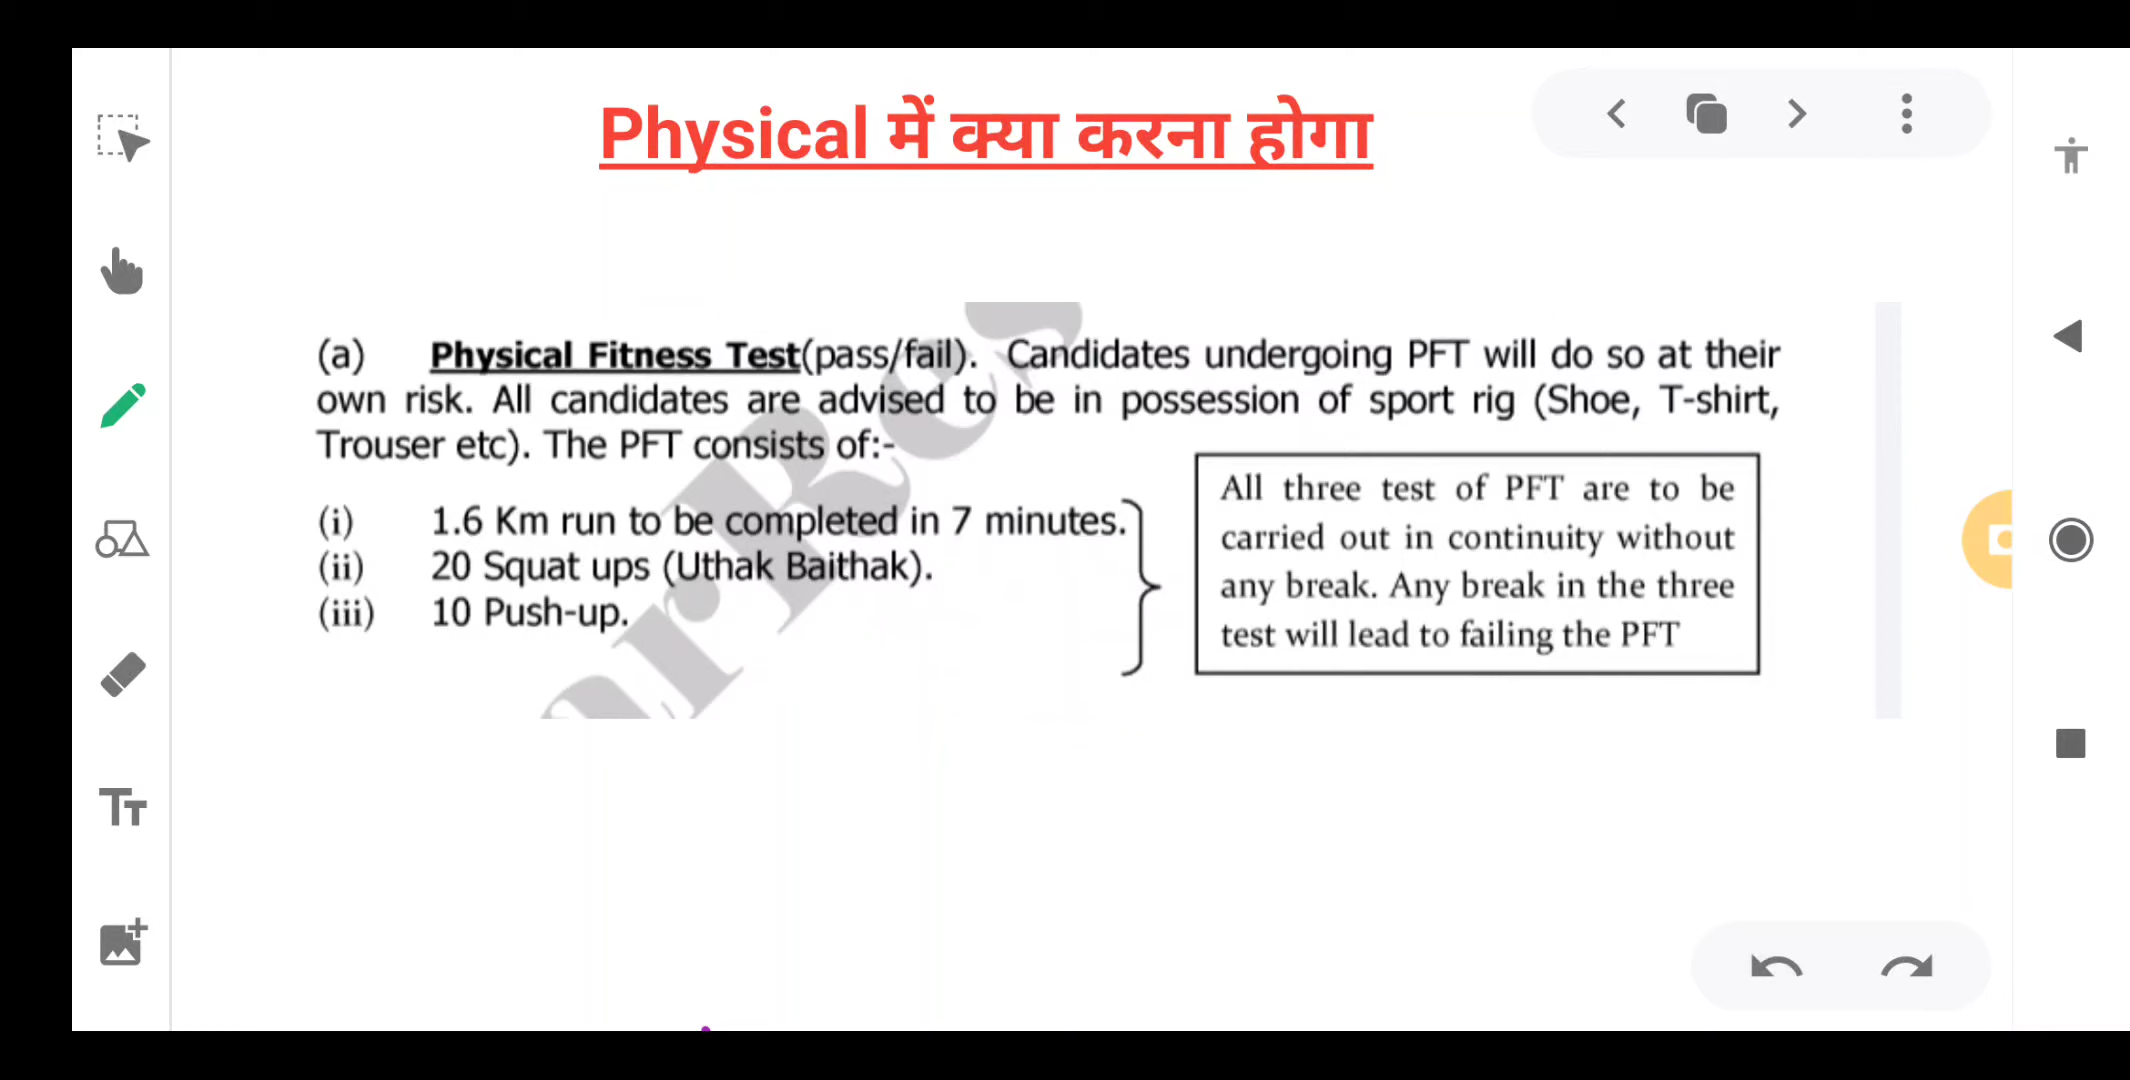 Physical में क्या करना होगा
(a) Physical Fitness Test(pass/fail). Candidates undergoing PFT will do so at their
own risk. All candidates are advised to be in possession of sport rig (Shoe, T-shirt,
Trouser etc). The PFT consists of:-
(i) 1.6 Km run to be completed in 7 minutes.
(ii) 20 Squat ups (Uthak Baithak).
(iii) 10 Push-up.
All three test of PFT are to be
carried out in continuity without
any break. Any break in the three
test will lead to failing the PFT
Tт